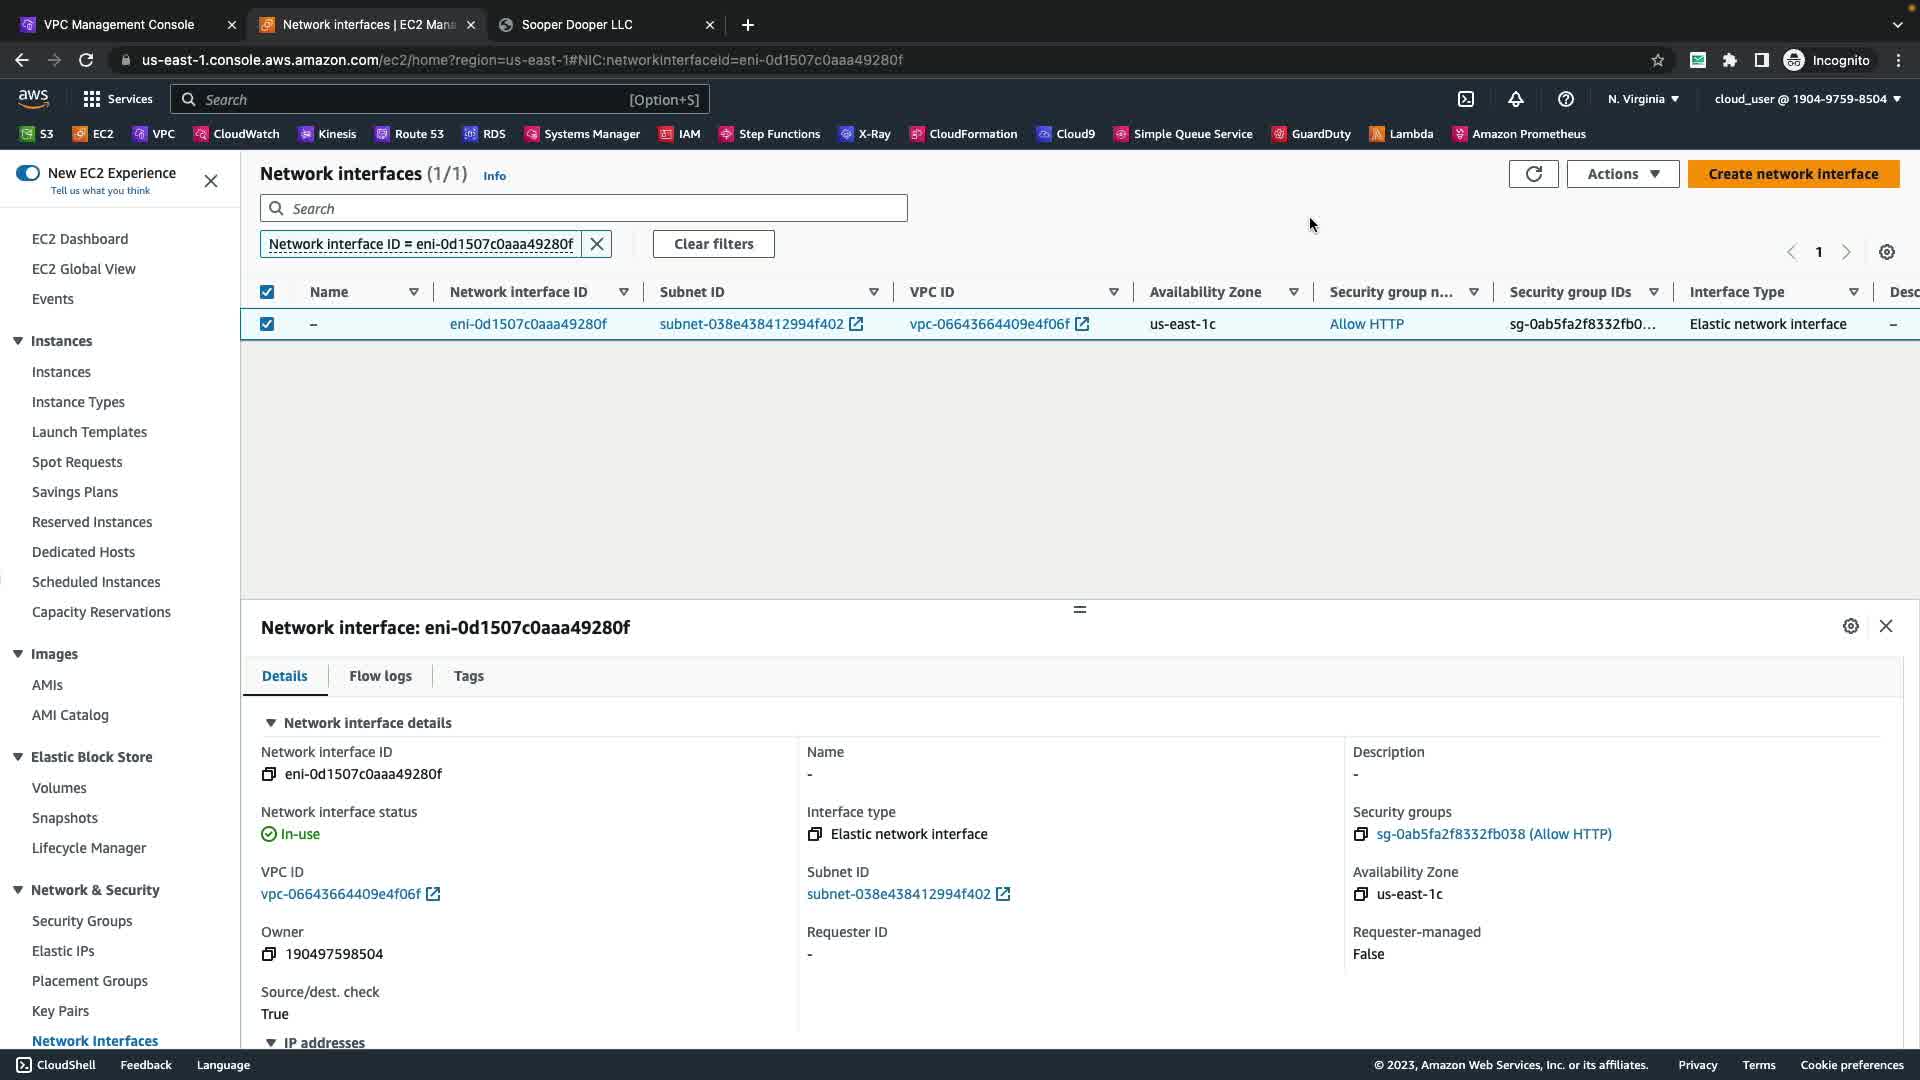 VPC Management Console
Network interfaces | EC2 Mana
Sooper Dooper LLC
us-east-1.console.aws.amazon.com/ec2/home?region=us-east-1#NIC:networkInterfaceId=eni-0d1507c0aaa49280f
Incognito
aws
Services
Search
[Option+S]
N. Virginia
cloud_user @ 1904-9759-8504
S3
EC2
VPC
CloudWatch
Kinesis
Route 53
RDS
Systems Manager
IAM
Step Functions
X-Ray
CloudFormation
Cloud9
Simple Queue Service
GuardDuty
Lambda
Amazon Prometheus
New EC2 Experience
Tell us what you think
EC2 Dashboard
EC2 Global View
Events
Instances
Instances
Instance Types
Launch Templates
Spot Requests
Savings Plans
Reserved Instances
Dedicated Hosts
Scheduled Instances
Capacity Reservations
Images
AMIs
AMI Catalog
Elastic Block Store
Volumes
Snapshots
Lifecycle Manager
Network & Security
Security Groups
Elastic IPs
Placement Groups
Key Pairs
Network Interfaces
Network interfaces (1/1) Info
Actions
Create network interface
Search
Network interface ID = eni-0d1507c0aaa49280f
Clear filters
1
Name
Network interface ID
Subnet ID
VPC ID
Availability Zone
Security group n...
Security group IDs
Interface Type
Desc
–
eni-0d1507c0aaa49280f
subnet-038e438412994f402
vpc-06643664409e4f06f
us-east-1c
Allow HTTP
sg-0ab5fa2f8332fb0...
Elastic network interface
–
Network interface: eni-0d1507c0aaa49280f
Details
Flow logs
Tags
Network interface details
Network interface ID
eni-0d1507c0aaa49280f
Name
-
Description
-
Network interface status
In-use
Interface type
Elastic network interface
Security groups
sg-0ab5fa2f8332fb038 (Allow HTTP)
VPC ID
vpc-06643664409e4f06f
Subnet ID
subnet-038e438412994f402
Availability Zone
us-east-1c
Owner
190497598504
Requester ID
-
Requester-managed
False
Source/dest. check
True
IP addresses
CloudShell
Feedback
Language
© 2023, Amazon Web Services, Inc. or its affiliates.
Privacy
Terms
Cookie preferences